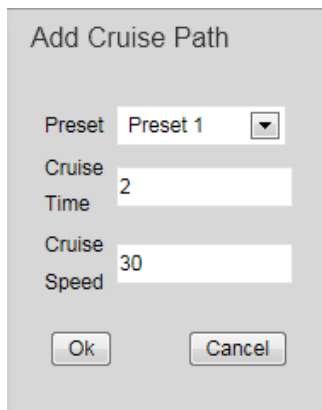 Add Cruise Path
Preset Preset 1
Cruise
Time 2
Cruise
Speed 30
Ok Cancel